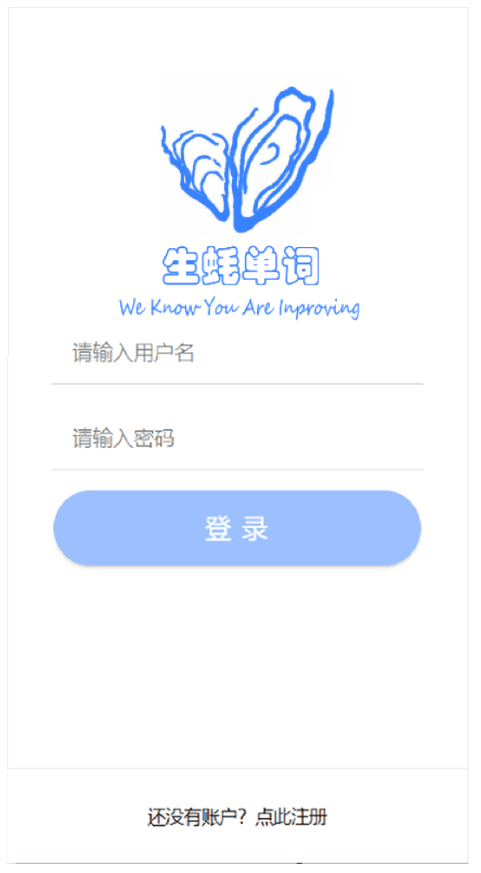 生蚝单词
We Know You Are Inproving
请输入用户名
请输入密码
登 录
还没有账户？点此注册